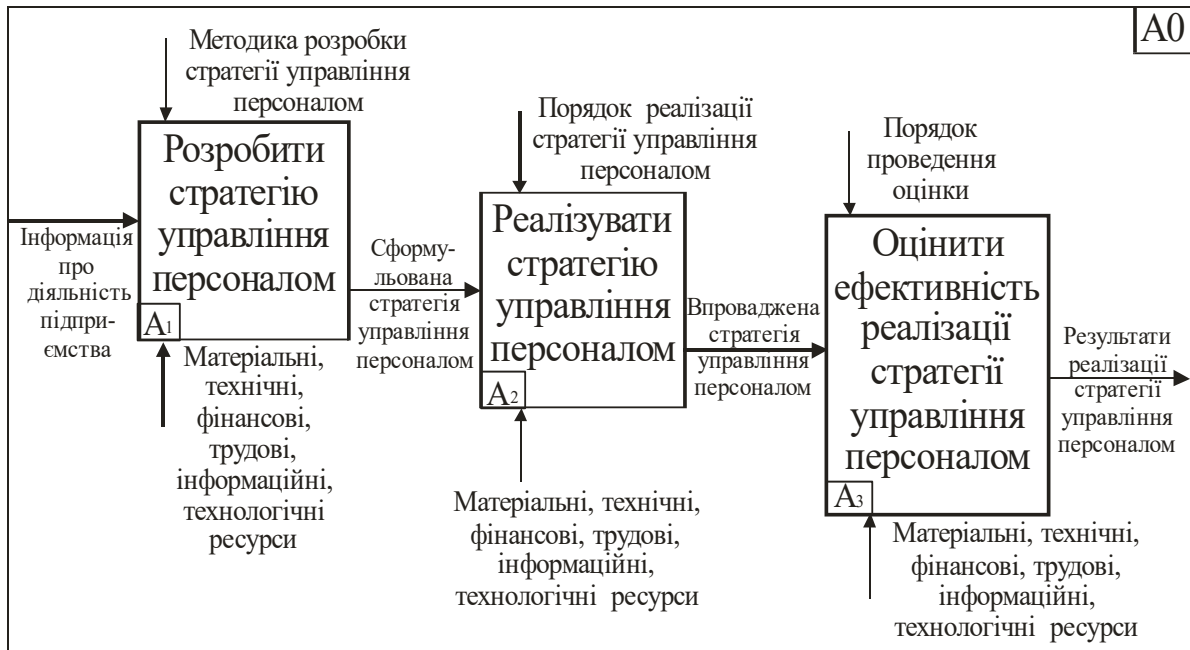 A0
Методика розробки
стратегії управління
персоналом
Розробити
стратегію
управління
персоналом
A1
Інформація
про
діяльність
підпри-
ємства
Матеріальні,
технічні,
фінансові,
трудові,
інформаційні,
технологічні
ресурси
Сформу-
льована
стратегія
управління
персоналом
Порядок реалізації
стратегії управління
персоналом
Реалізувати
стратегію
управління
персоналом
A2
Матеріальні, технічні,
фінансові, трудові,
інформаційні,
технологічні ресурси
Впроваджена
стратегія
управління
персоналом
Порядок
проведення
оцінки
Оцінити
ефективність
реалізації
стратегії
управління
персоналом
A3
Матеріальні, технічні,
фінансові, трудові,
інформаційні,
технологічні ресурси
Результати
реалізації
стратегії
управління
персоналом